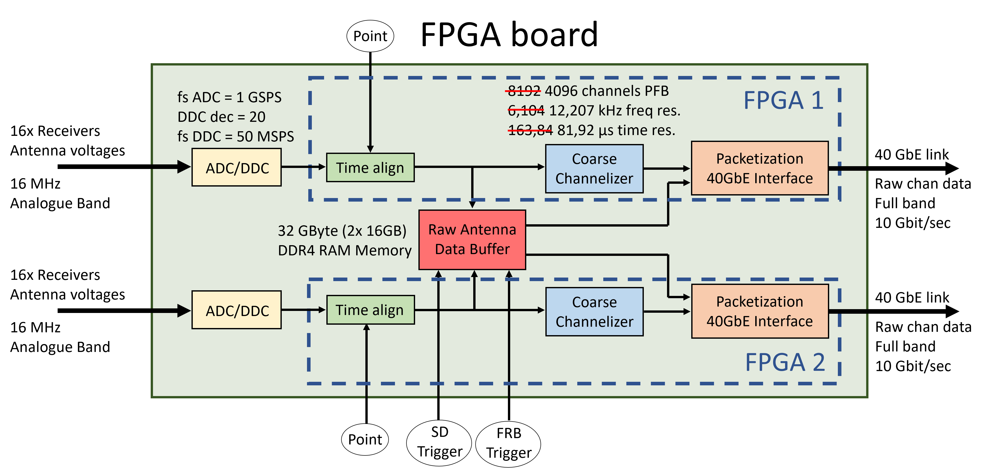 FPGA board
Point
fs ADC = 1 GSPS
DDC dec = 20
fs DDC = 50 MSPS
8192 4096 channels PFB
6,104 12,207 kHz freq res.
163,84 81,92 µs time res.
FPGA 1
16x Receivers
Antenna voltages
16 MHz
Analogue Band
ADC/DDC
Time align
Coarse
Channelizer
Packetization
40GbE Interface
40 GbE link
Raw chan data
Full band
10 Gbit/sec
32 GByte (2x 16GB)
DDR4 RAM Memory
Raw Antenna
Data Buffer
16x Receivers
Antenna voltages
16 MHz
Analogue Band
ADC/DDC
Time align
Coarse
Channelizer
Packetization
40GbE Interface
FPGA 2
40 GbE link
Raw chan data
Full band
10 Gbit/sec
Point
SD
Trigger
FRB
Trigger